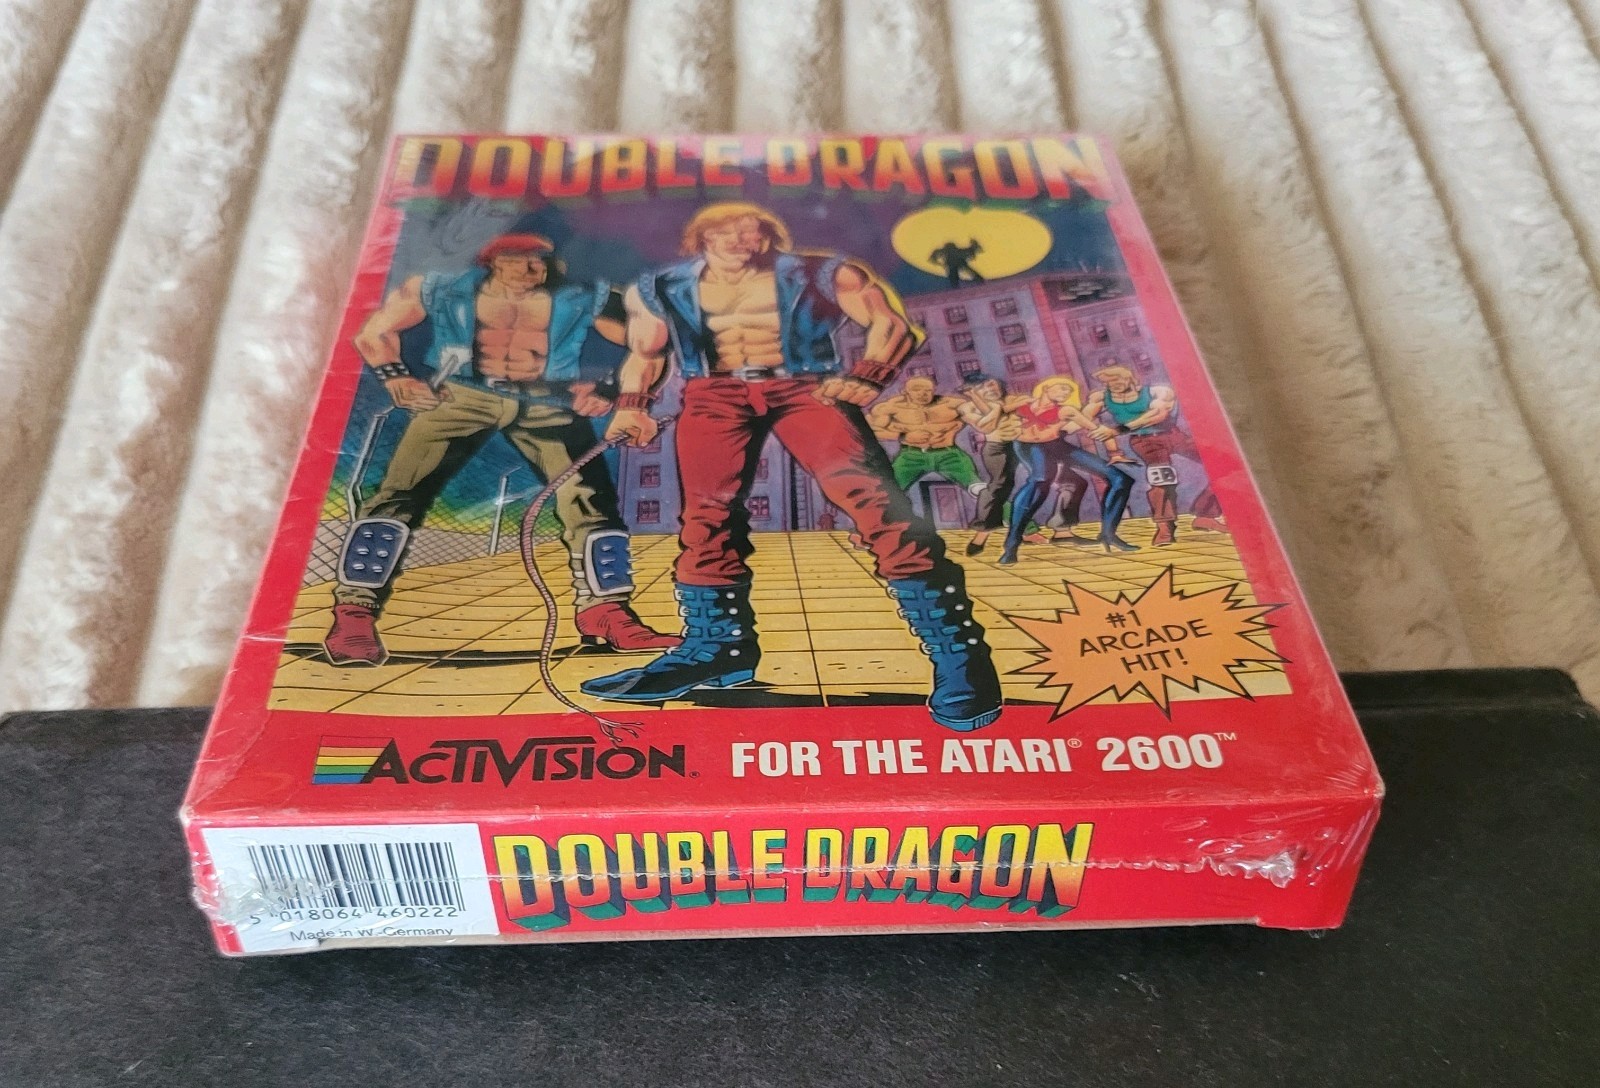 DOUBLE DRAGON
#1
ARCADE
HIT!
ACTIVISION® FOR THE ATARI® 2600™
DOUBLE DRAGON
5 018064 460222
Made in W.-Germany